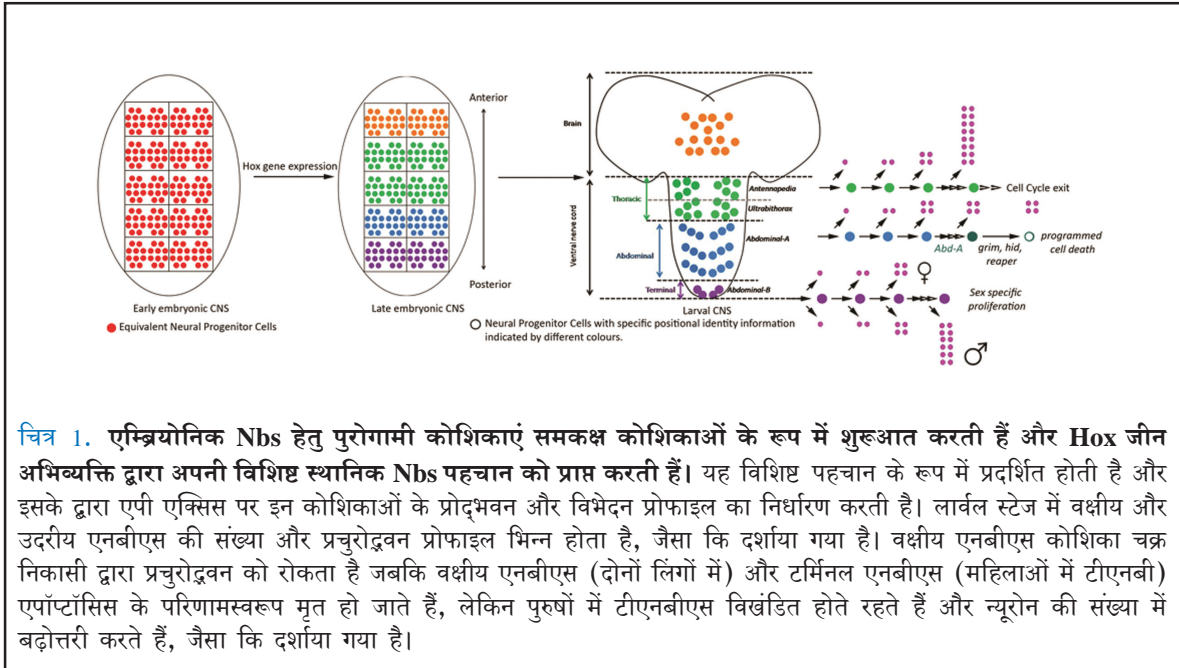 Anterior
Brain
Hox gene expression
Antennapedia
Cell Cycle exit
Thoracic
Ultrabithorax
Ventral nerve cord
Abdominal-A
Abd-A
grim, hid,
reaper
programmed
cell death
Abdominal
Posterior
Terminal
Abdominal-B
♀
Sex specific
proliferation
Early embryonic CNS
Late embryonic CNS
Larval CNS
Equivalent Neural Progenitor Cells
Neural Progenitor Cells with specific positional identity information
indicated by different colours.
♂
चित्र 1. एम्ब्रियोनिक Nbs हेतु पुरोगामी कोशिकाएं समकक्ष कोशिकाओं के रूप में शुरूआत करती हैं और Hox जीन
अभिव्यक्ति द्वारा अपनी विशिष्ट स्थानिक Nbs पहचान को प्राप्त करती हैं। यह विशिष्ट पहचान के रूप में प्रदर्शित होती है और
इसके द्वारा एपी एक्सिस पर इन कोशिकाओं के प्रोद्भवन और विभेदन प्रोफाइल का निर्धारण करती है। लार्वल स्टेज में वक्षीय और
उदरीय एनबीएस की संख्या और प्रचुरोद्भवन प्रोफाइल भिन्न होता है, जैसा कि दर्शाया गया है। वक्षीय एनबीएस कोशिका चक्र
निकासी द्वारा प्रचुरोद्भवन को रोकता है जबकि वक्षीय एनबीएस (दोनों लिंगों में) और टर्मिनल एनबीएस (महिलाओं में टीएनबी)
एपॉप्टॉसिस के परिणामस्वरूप मृत हो जाते हैं, लेकिन पुरुषों में टीएनबीएस विखंडित होते रहते हैं और न्यूरोन की संख्या में
बढ़ोत्तरी करते हैं, जैसा कि दर्शाया गया है।